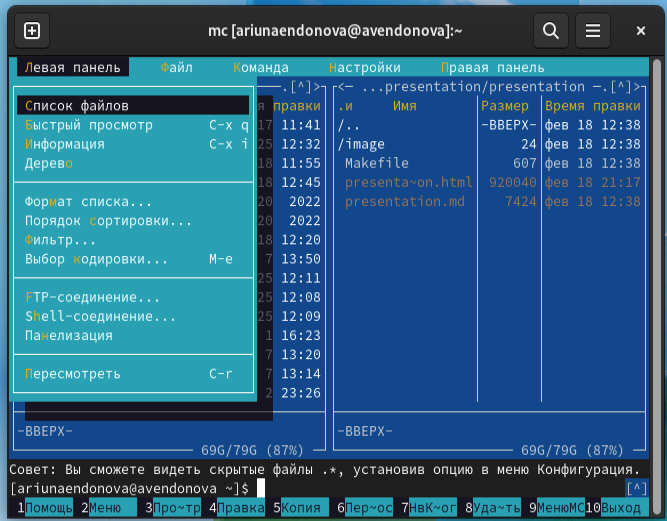 mc [ariunaendonova@avendonova]:~
Левая панель Файл Команда Настройки Правая панель
.[^]> <— ...presentation/presentation —.[^]>
Список файлов правки .и Имя Размер Время правки
Быстрый просмотр C-x q 17 11:41 /.. -ВВЕРХ- фев 18 12:38
Информация C-x i 25 12:32 /image 24 фев 18 12:38
Дерево 18 11:55 Makefile 607 фев 18 12:38
18 12:45 presenta~on.html 920040 фев 18 21:17
Формат списка... 20 2022 presentation.md 7424 фев 18 12:38
Порядок сортировки... 20 2022
Фильтр... 18 12:20
Выбор кодировки... M-e 7 13:50
25 12:11
FTP-соединение... 25 12:08
Shell-соединение... 25 12:09
Панелизация 1 16:23
7 13:20
Пересмотреть C-r 7 13:14
2 23:26
-ВВЕРХ- -ВВЕРХ-
69G/79G (87%) 69G/79G (87%)
Совет: Вы сможете видеть скрытые файлы .*, установив опцию в меню Конфигурация.
[ariunaendonova@avendonova ~]$ [^]
1Помощь 2Меню 3Про~тр 4Правка 5Копия 6Пер~ос 7НвК~ог 8Уда~ть 9МенюMC 10Выход